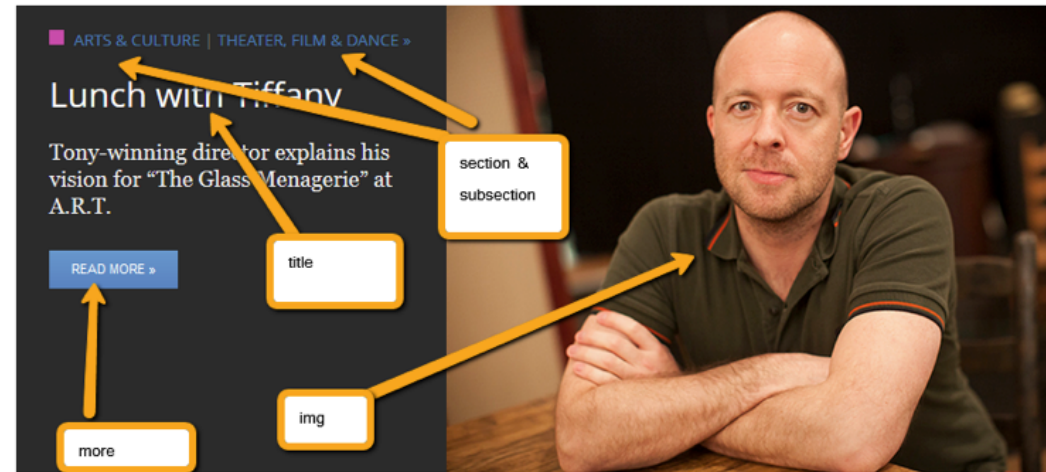 ARTS & CULTURE | THEATER, FILM & DANCE »
Lunch with Tiffany
Tony-winning director explains his
vision for “The Glass Menagerie” at
A.R.T.
READ MORE »
section &
subsection
title
img
more